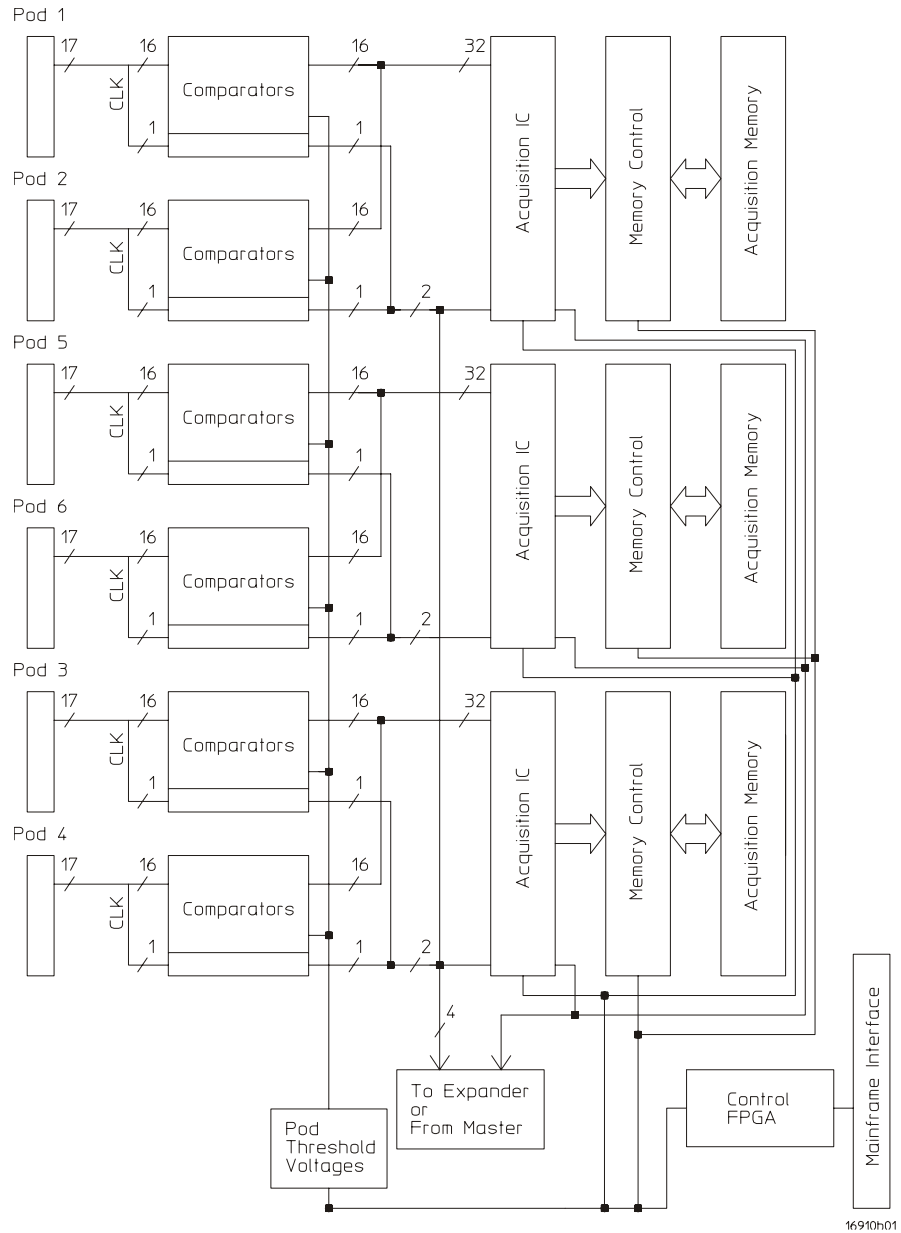 Pod 1
17
16
CLK
1
Comparators
16
1
32
Acquisition IC
Memory Control
Acquisition Memory
Pod 2
17
16
CLK
1
Comparators
16
1
2
Pod 5
17
16
CLK
1
Comparators
16
1
32
Acquisition IC
Memory Control
Acquisition Memory
Pod 6
17
16
CLK
1
Comparators
16
1
2
Pod 3
17
16
CLK
1
Comparators
16
1
32
Acquisition IC
Memory Control
Acquisition Memory
Pod 4
17
16
CLK
1
Comparators
16
1
2
4
To Expander
or
From Master
Pod
Threshold
Voltages
Control
FPGA
Mainframe Interface
16910b01